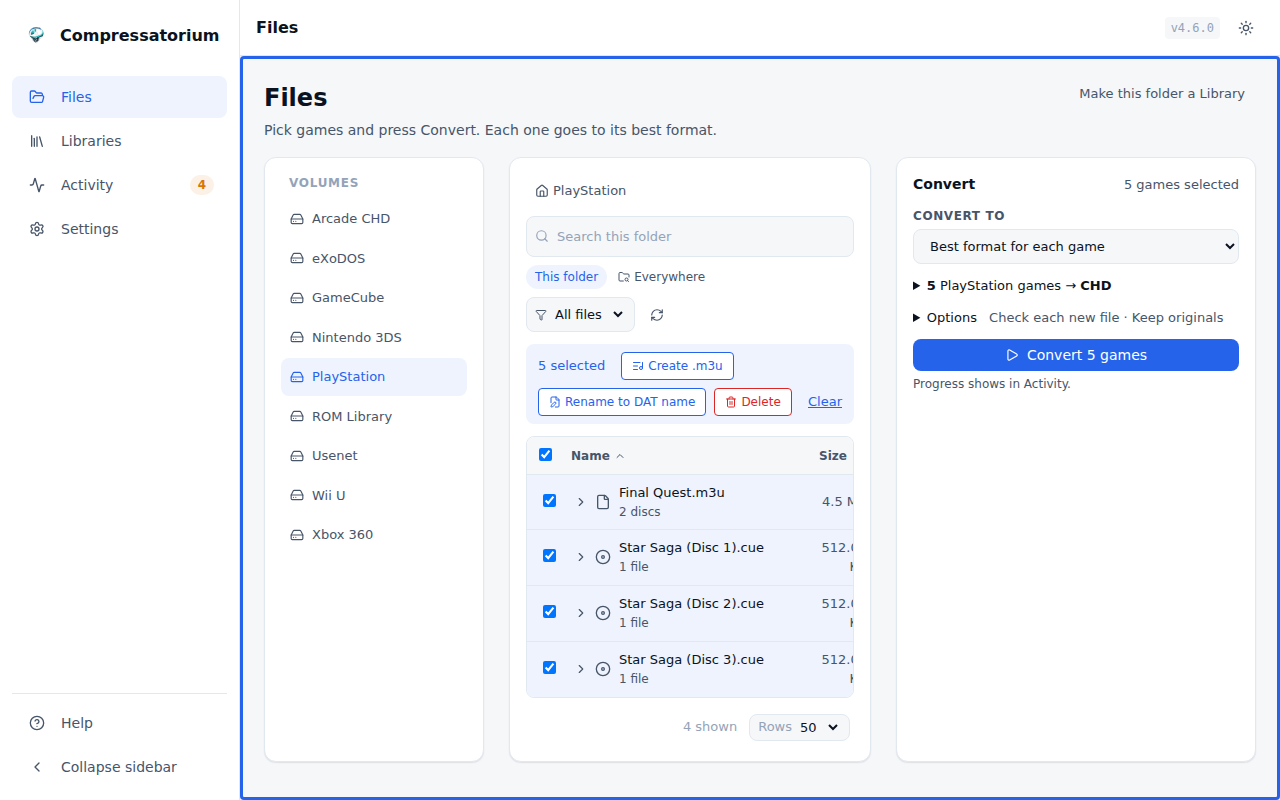 Compressatorium
Files
v4.6.0
Files
Libraries
Activity
4
Settings
Help
Collapse sidebar
Files
Make this folder a Library
Pick games and press Convert. Each one goes to its best format.
VOLUMES
Arcade CHD
eXoDOS
GameCube
Nintendo 3DS
PlayStation
ROM Library
Usenet
Wii U
Xbox 360
PlayStation
Search this folder
This folder
Everywhere
All files
5 selected
Create .m3u
Rename to DAT name
Delete
Clear
Name
Size
Final Quest.m3u
4.5
2 discs
Star Saga (Disc 1).cue
1 file
Star Saga (Disc 2).cue
1 file
Star Saga (Disc 3).cue
1 file
4 shown
Rows 50
Convert
5 games selected
CONVERT TO
Best format for each game
5 PlayStation games → CHD
Options Check each new file · Keep originals
Convert 5 games
Progress shows in Activity.